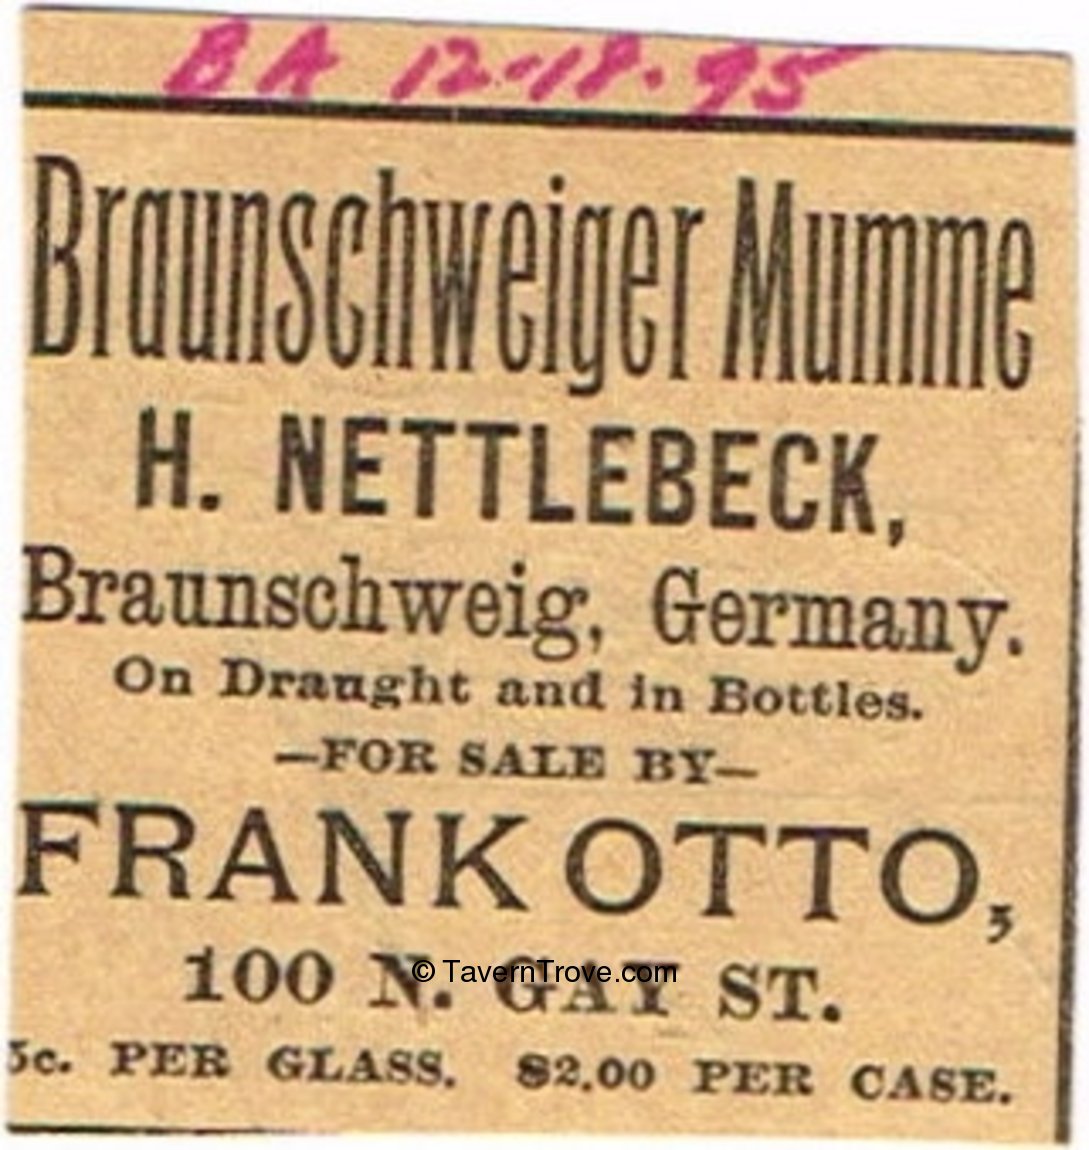 BA 12-18-95
Braunschweiger Mumme
H. NETTLEBECK,
Braunschweig, Germany.
On Draught and in Bottles.
—FOR SALE BY—
FRANK OTTO,
100 N. GAY ST.
© TavernTrove.com
5c. PER GLASS. $2.00 PER CASE.